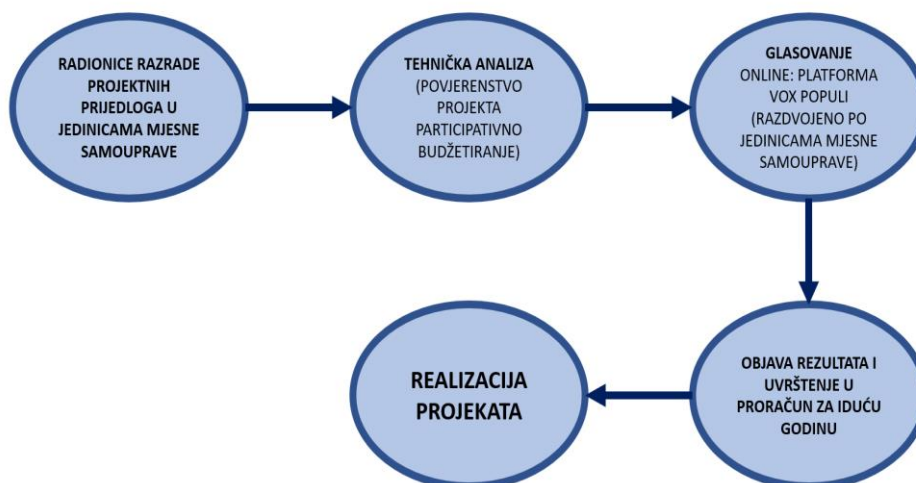 RADIONICE RAZRADE
PROJEKTNIH
PRIJEDLOGA U
JEDINICAMA MJESNE
SAMOUPRAVE
TEHNIČKA ANALIZA
(POVJERENSTVO
PROJEKTA
PARTICIPATIVNO
BUDŽETIRANJE)
GLASOVANJE
ONLINE: PLATFORMA
VOX POPULI
(RAZDVOJENO PO
JEDINICAMA MJESNE
SAMOUPRAVE)
OBJAVA REZULTATA I
UVRŠTENJE U
PRORAČUN ZA IDUĆU
GODINU
REALIZACIJA
PROJEKATA